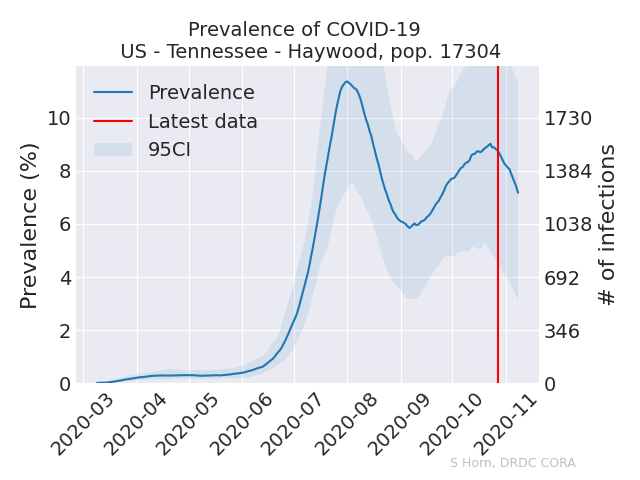 Prevalence of COVID-19
US - Tennessee - Haywood, pop. 17304
Prevalence
Latest data
95CI
Prevalence (%)
10
8
6
4
2
0
1730
1384
1038
692
346
0
# of infections
2020-03
2020-04
2020-05
2020-06
2020-07
2020-08
2020-09
2020-10
2020-11
S Horn, DRDC CORA